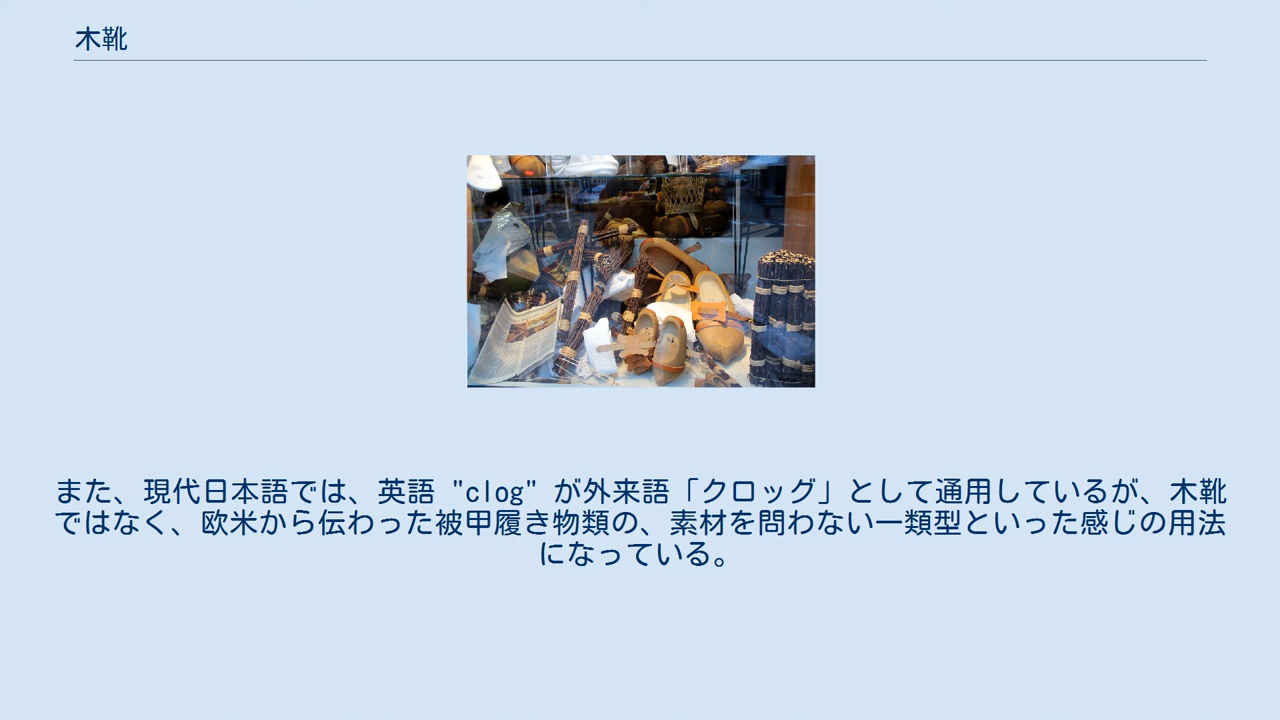 木靴
また、現代日本語では、英語 "clog" が外来語「クロッグ」として通用しているが、木靴
ではなく、欧米から伝わった被甲履き物類の、素材を問わない一類型といった感じの用法
になっている。